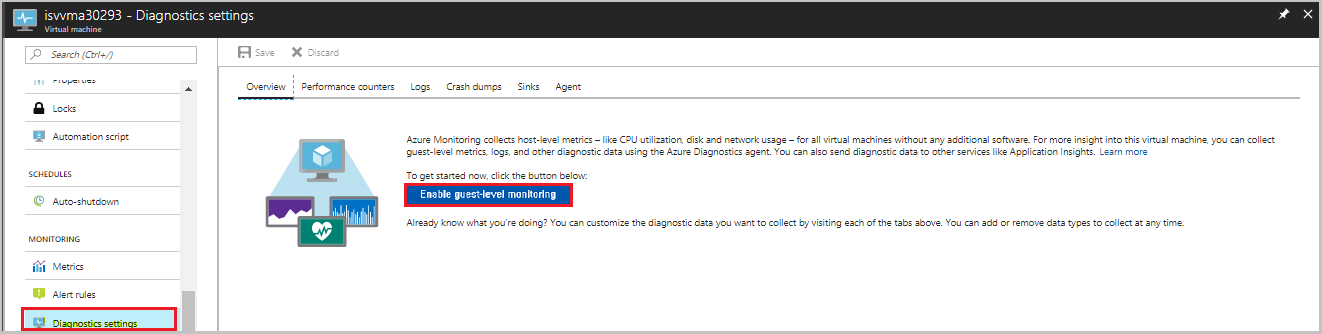 isvvma30293 - Diagnostics settings
Virtual machine
Search (Ctrl+/)
Save
Discard
Properties
Locks
Automation script
SCHEDULES
Auto-shutdown
MONITORING
Metrics
Alert rules
Diagnostics settings
Overview
Performance counters
Logs
Crash dumps
Sinks
Agent
Azure Monitoring collects host-level metrics – like CPU utilization, disk and network usage – for all virtual machines without any additional software. For more insight into this virtual machine, you can collect
guest-level metrics, logs, and other diagnostic data using the Azure Diagnostics agent. You can also send diagnostic data to other services like Application Insights. Learn more
To get started now, click the button below:
Enable guest-level monitoring
Already know what you're doing? You can customize the diagnostic data you want to collect by visiting each of the tabs above. You can add or remove data types to collect at any time.